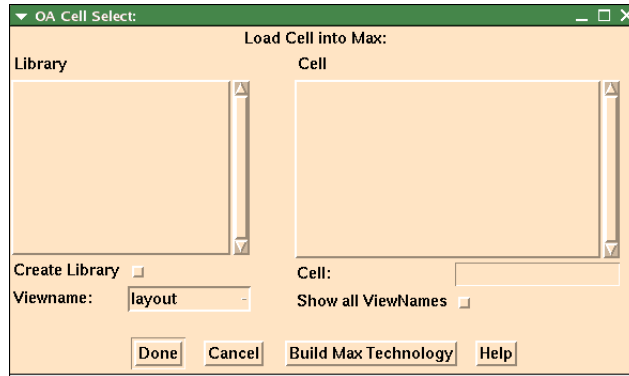 OA Cell Select:
Load Cell into Max:
Library Cell
Create Library Cell:
Viewname: layout Show all ViewNames
Done Cancel Build Max Technology Help